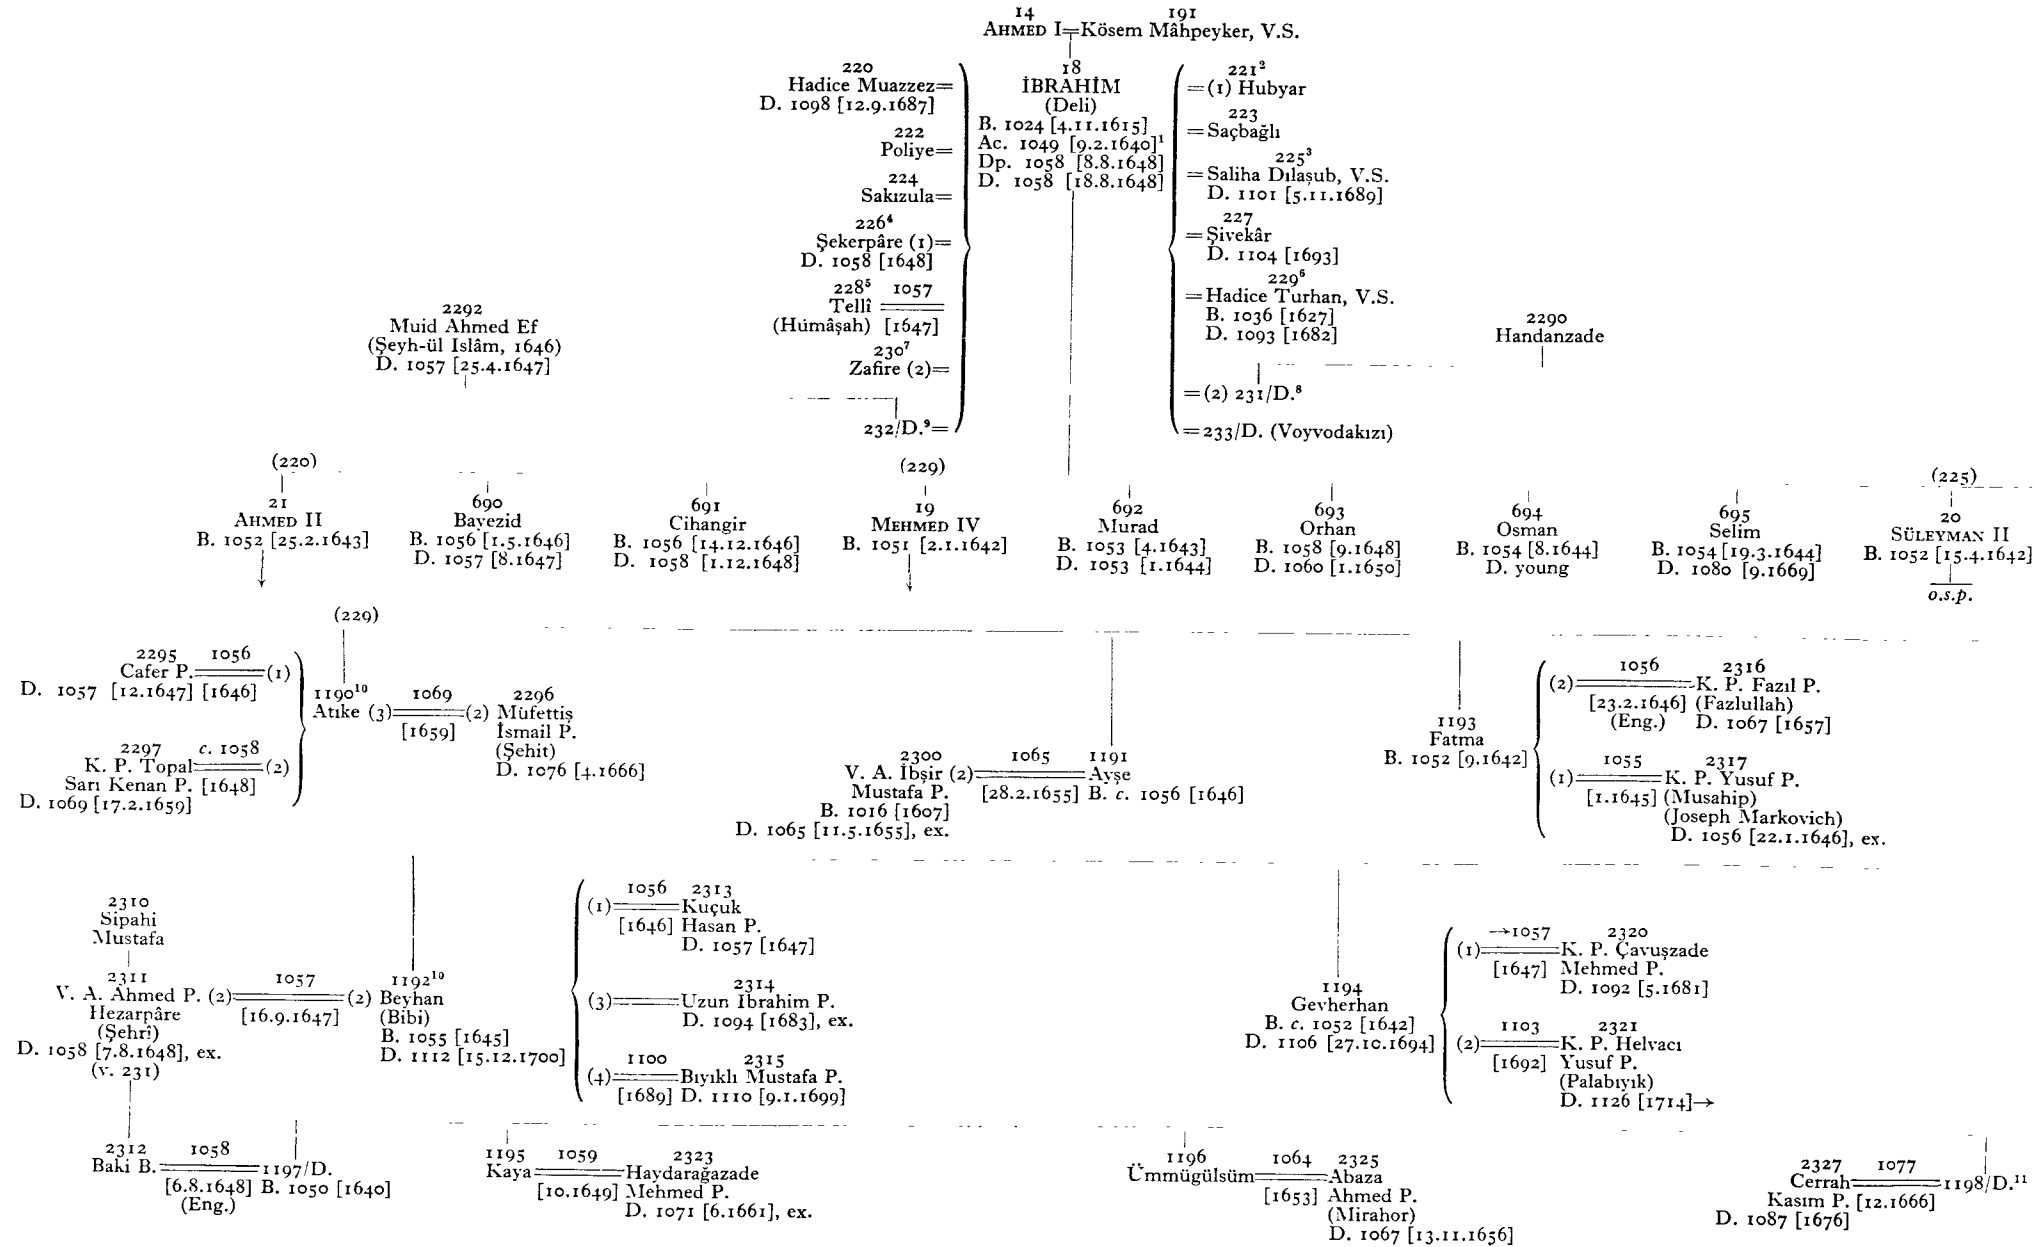 14 191
AHMED I=Kösem Mâhpeyker, V.S.
220
Hadice Muazzez=
D. 1098 [12.9.1687]
222
Poliye=
224
Sakızula=
226⁴
Şekerpâre (1)=
D. 1058 [1648]
228⁵ 1057
Tellî
(Hümâşah) [1647]
230⁷
Zafire (2)=
232/D.⁹=
18
İBRAHİM
(Deli)
B. 1024 [4.11.1615]
Ac. 1049 [9.2.1640]¹
Dp. 1058 [8.8.1648]
D. 1058 [18.8.1648]
221²
=(1) Hubyar
223
=Saçbağlı
225³
=Saliha Dılaşub, V.S.
D. 1101 [5.11.1689]
227
=Şivekâr
D. 1104 [1693]
229⁶
=Hadice Turhan, V.S.
B. 1036 [1627]
D. 1093 [1682]
=(2) 231/D.⁸
=233/D. (Voyvodakızı)
2292
Muid Ahmed Ef
(Şeyh-ül Islâm, 1646)
D. 1057 [25.4.1647]
2290
Handanzade
(220) (229) (225)
21
AHMED II
B. 1052 [25.2.1643]
690
Bayezid
B. 1056 [1.5.1646]
D. 1057 [8.1647]
691
Cihangir
B. 1056 [14.12.1646]
D. 1058 [1.12.1648]
19
MEHMED IV
B. 1051 [2.1.1642]
692
Murad
B. 1053 [4.1643]
D. 1053 [1.1644]
693
Orhan
B. 1058 [9.1648]
D. 1060 [1.1650]
694
Osman
B. 1054 [8.1644]
D. young
695
Selim
B. 1054 [19.3.1644]
D. 1080 [9.1669]
20
SÜLEYMAN II
B. 1052 [15.4.1642]
o.s.p.
(229)
2295 1056
Cafer P. (1)
D. 1057 [12.1647] [1646]
2297 c. 1058
K. P. Topal (2)
Sarı Kenan P. [1648]
D. 1069 [17.2.1659]
1190¹⁰ 1069 2296
Atıke (3) (2) Müfettiş
[1659] İsmail P.
(Şehit)
D. 1076 [4.1666]
2300 1065 1191
V. A. İbşir (2) Ayşe
Mustafa P. [28.2.1655] B. c. 1056 [1646]
B. 1016 [1607]
D. 1065 [11.5.1655], ex.
1193
Fatma
B. 1052 [9.1642]
1056 2316
(2) K. P. Fazıl P.
[23.2.1646] (Fazlullah)
(Eng.) D. 1067 [1657]
1055 2317
(1) K. P. Yusuf P.
[1.1645] (Musahip)
(Joseph Markovich)
D. 1056 [22.1.1646], ex.
2310
Sipahi
Mustafa
2311 1057 1192¹⁰
V. A. Ahmed P. (2) (2) Beyhan
Hezarpâre [16.9.1647] (Bibi)
(Şehrî) B. 1055 [1645]
D. 1058 [7.8.1648], ex. D. 1112 [15.12.1700]
(v. 231)
1056 2313
(1) Kuçuk
[1646] Hasan P.
D. 1057 [1647]
2314
(3) Uzun Ibrahim P.
D. 1094 [1683], ex.
1100 2315
(4) Bıyıklı Mustafa P.
[1689] D. 1110 [9.1.1699]
1194
Gevherhan
B. c. 1052 [1642]
D. 1106 [27.10.1694]
→1057 2320
(1) K. P. Çavuşzade
[1647] Mehmed P.
D. 1092 [5.1681]
1103 2321
(2) K. P. Helvacı
[1692] Yusuf P.
(Palabıyık)
D. 1126 [1714]→
2312 1058
Baki B. 1197/D.
[6.8.1648] B. 1050 [1640]
(Eng.)
1195 1059 2323
Kaya Haydarağazade
[10.1649] Mehmed P.
D. 1071 [6.1661], ex.
1196 1064 2325
Ümmügülsüm Abaza
[1653] Ahmed P.
(Mirahor)
D. 1067 [13.11.1656]
2327 1077
Cerrah 1198/D.¹¹
Kasım P. [12.1666]
D. 1087 [1676]